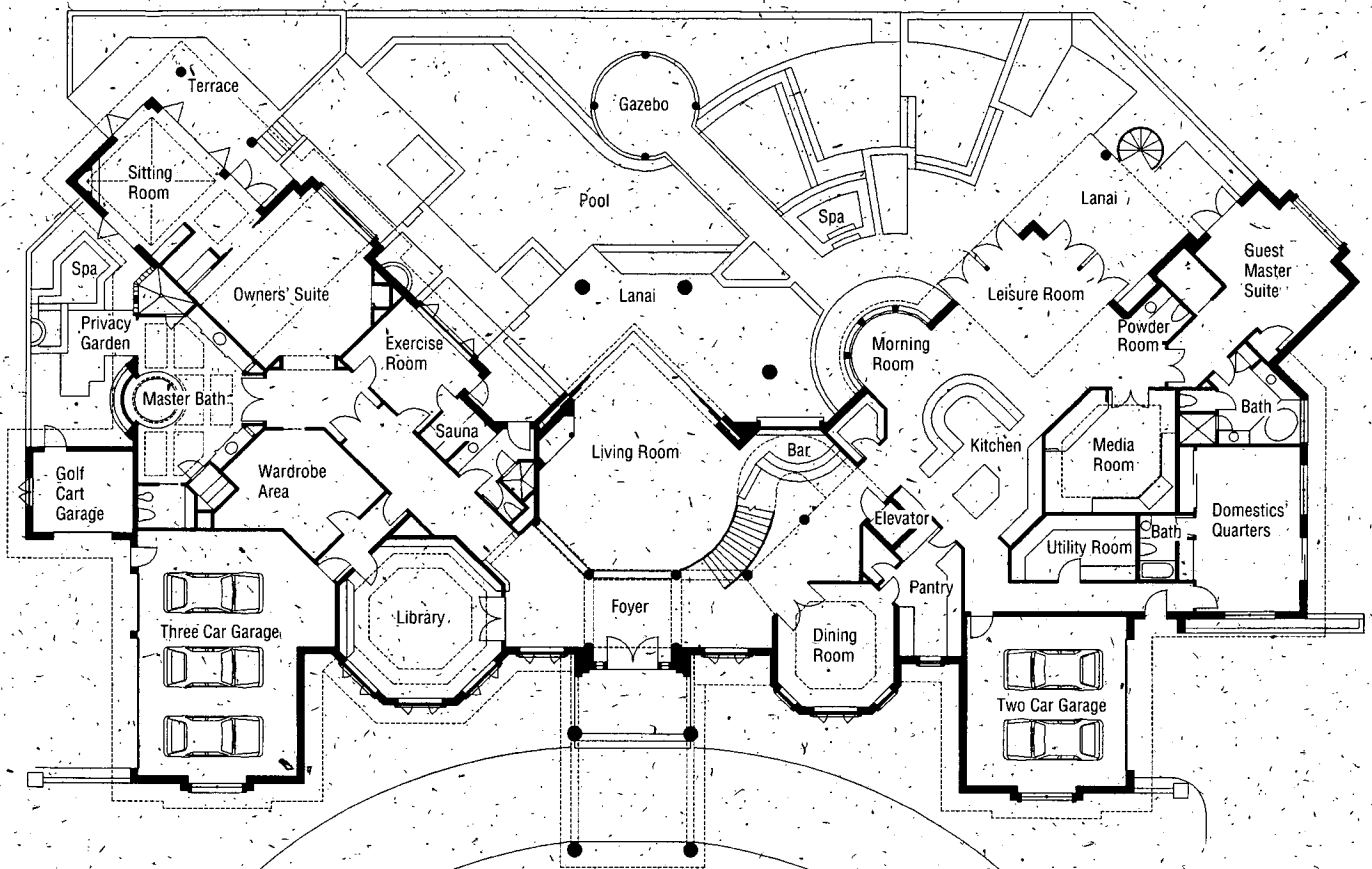 Terrace
Gazebo
Sitting
Room
Pool
Lanai
Spa
Guest
Master
Suite
Spa
Owners' Suite
Lanai
Leisure Room
Privacy
Garden
Powder
Room
Exercise
Room
Morning
Room
Master Bath
Bath
Sauna
Living Room
Bar
Kitchen
Media
Room
Golf
Cart
Garage
Wardrobe
Area
Elevator
Domestics'
Quarters
Bath
Utility Room
Pantry
Foyer
Library
Three Car Garage
Dining
Room
Two Car Garage